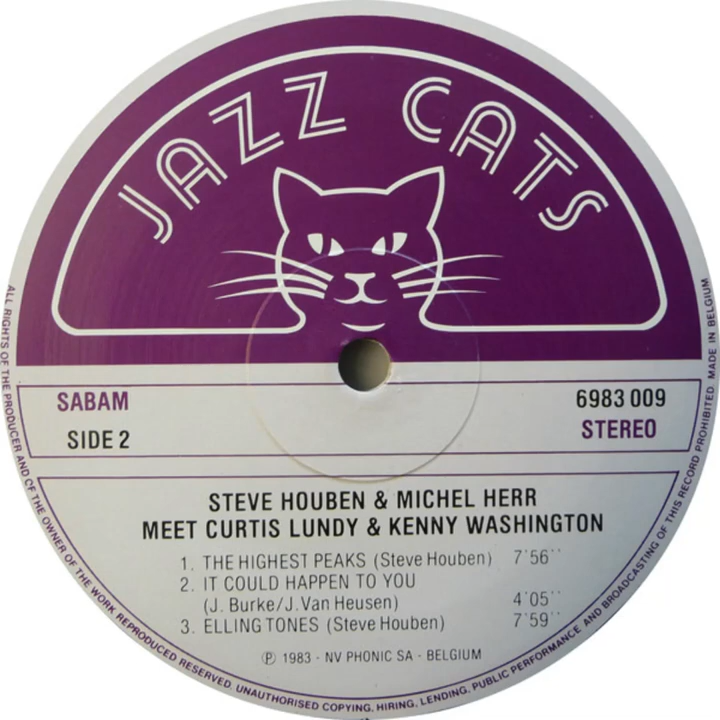 JAZZ CATS
SABAM
6983 009
SIDE 2
STEREO
STEVE HOUBEN & MICHEL HERR
MEET CURTIS LUNDY & KENNY WASHINGTON
1. THE HIGHEST PEAKS (Steve Houben) 7'56''
2. IT COULD HAPPEN TO YOU
(J. Burke/J. Van Heusen) 4'05''
3. ELLING TONES (Steve Houben) 7'59''
℗ 1983 - NV PHONIC SA - BELGIUM
ALL RIGHTS OF THE PRODUCER AND OF THE OWNER OF THE WORK REPRODUCED RESERVED. UNAUTHORISED COPYING, HIRING, LENDING, PUBLIC PERFORMANCE AND BROADCASTING OF THIS RECORD PROHIBITED. MADE IN BELGIUM